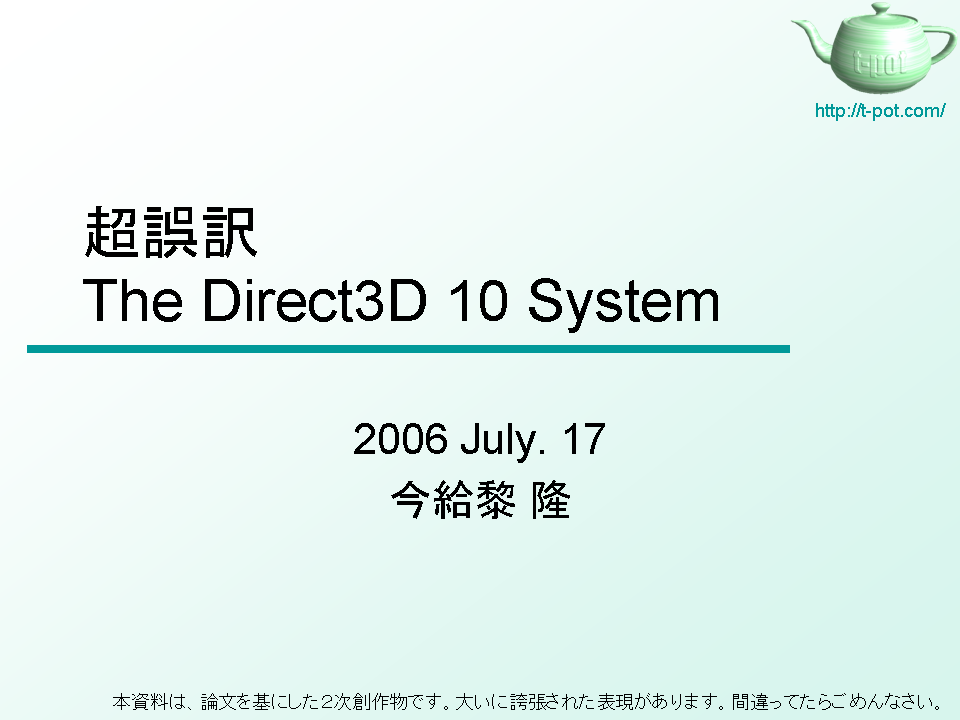 t-pot
http://t-pot.com/
超誤訳
The Direct3D 10 System
2006 July. 17
今給黎 隆
本資料は、論文を基にした２次創作物です。大いに誇張された表現があります。間違ってたらごめんなさい。